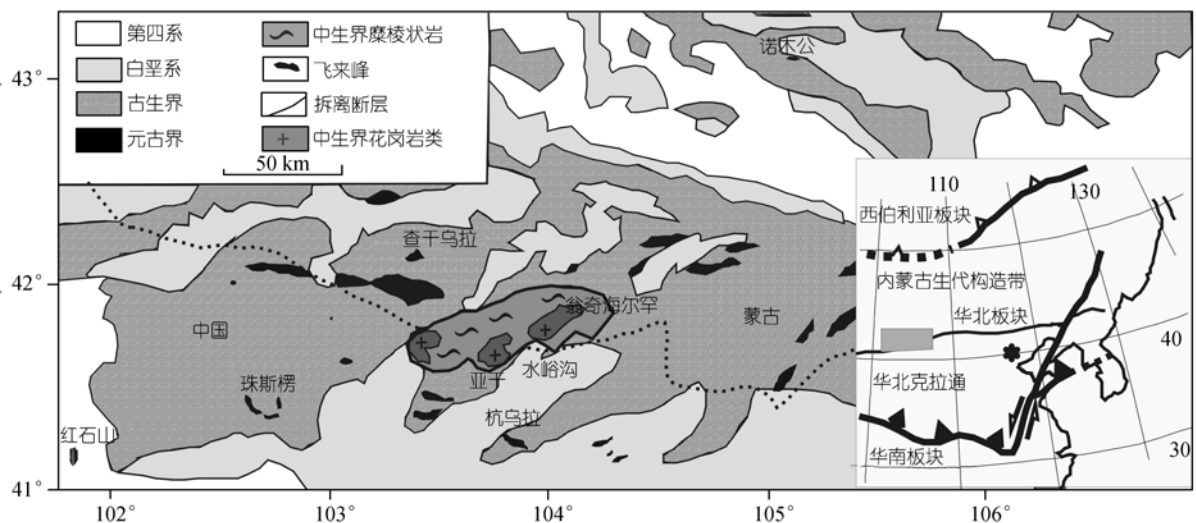 第四系
中生界糜棱状岩
白垩系
飞来峰
古生界
拆离断层
元古界
中生界花岗岩类
50 km
43°
42°
41°
诺木公
查干乌拉
翁奇海尔罕
中国
蒙古
水峪沟
亚干
珠斯楞
杭乌拉
红石山
102°
103°
104°
105°
106°
110
130
西伯利亚板块
内蒙古生代构造带
华北板块
40
华北克拉通
华南板块
30